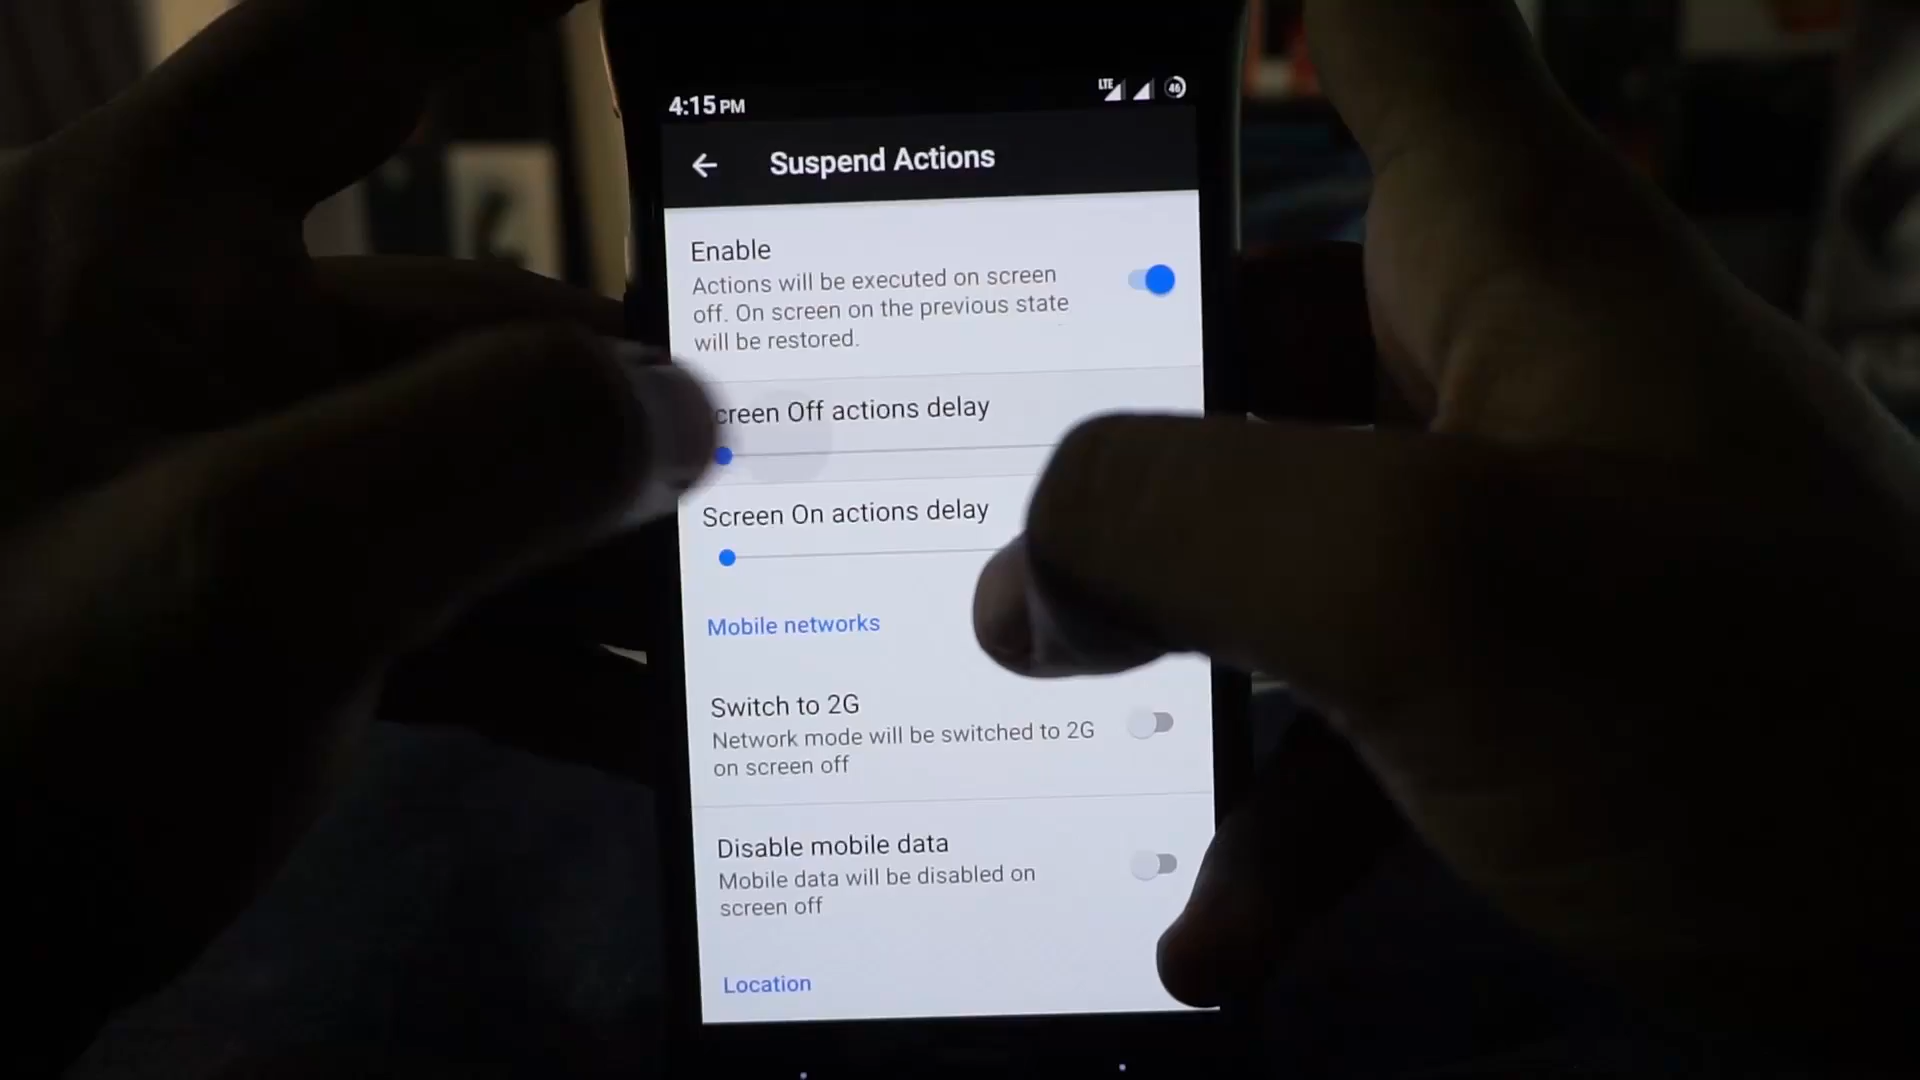 4:15 PM
LTE
46
Suspend Actions
Enable
Actions will be executed on screen
off. On screen on the previous state
will be restored.
creen Off actions delay
Screen On actions delay
Mobile networks
Switch to 2G
Network mode will be switched to 2G
on screen off
Disable mobile data
Mobile data will be disabled on
screen off
Location